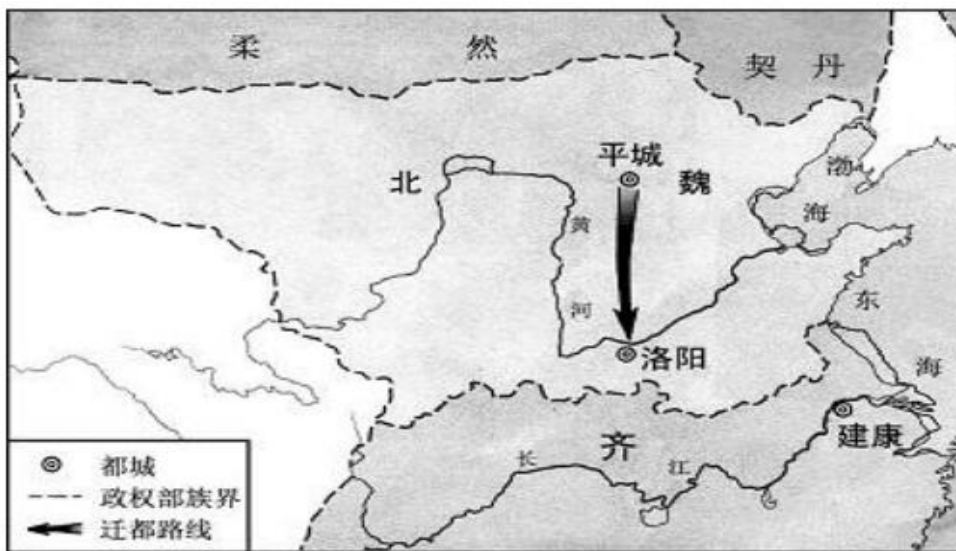 柔然
契丹
平城
北魏
渤海
黄河
洛阳
东海
建康
齐
长江
都城
政权部族界
迁都路线